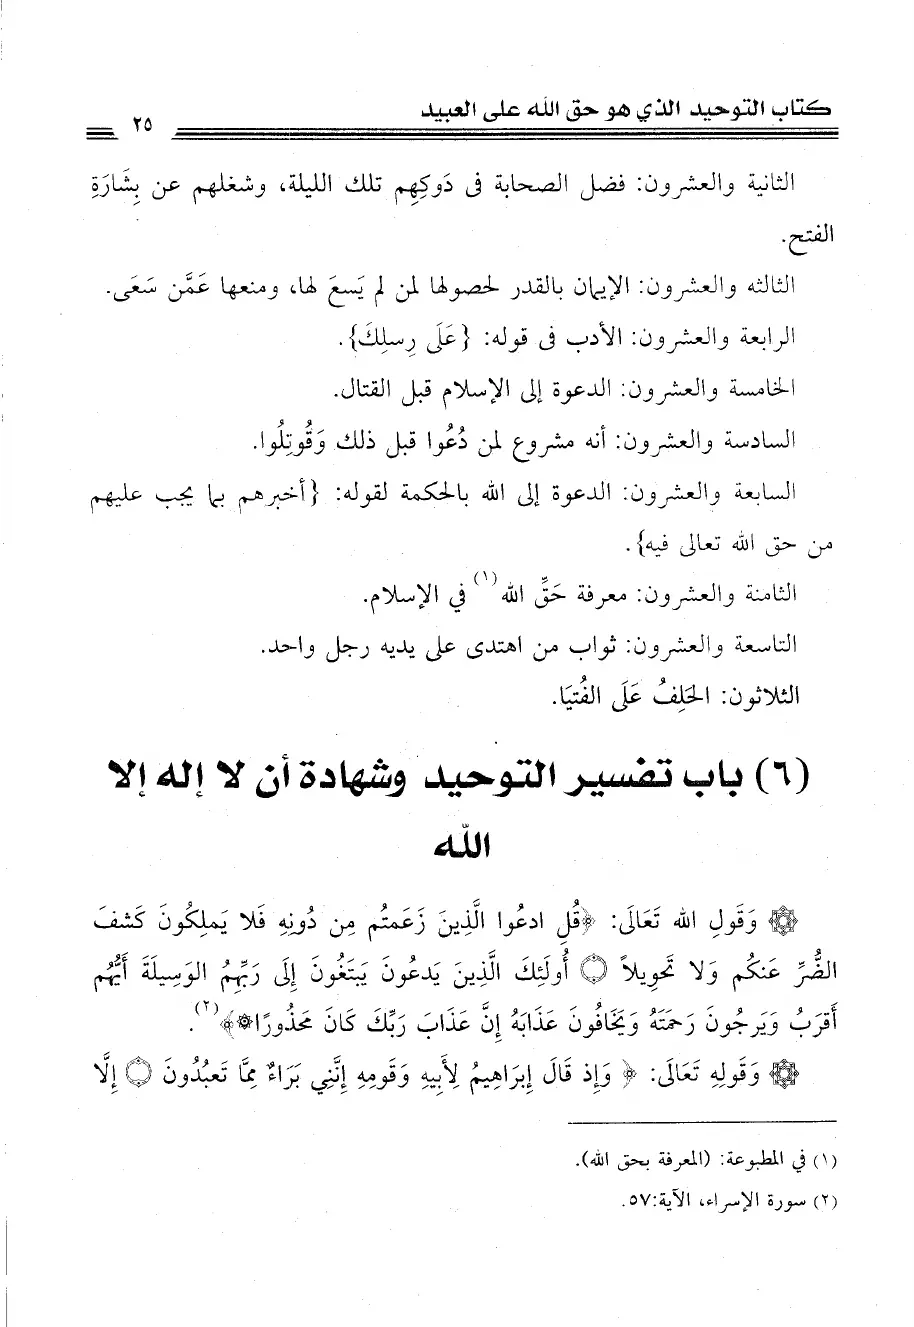 كتاب التوحيد الذي هو حق الله على العبيد
٢٥
الثانية والعشرون: فضل الصحابة فى دَوكِهِم تلك الليلة، وشغلهم عن بِشَارَةِ
الفتح.
الثالثه والعشرون: الإيمان بالقدر لحصولها لمن لم يَسعَ لها، ومنعها عَمَّن سَعَى.
الرابعة والعشرون: الأدب فى قوله: {عَلَى رِسلِكَ}.
الخامسة والعشرون: الدعوة إلى الإسلام قبل القتال.
السادسة والعشرون: أنه مشروع لمن دُعُوا قبل ذلك وَقُوتِلُوا.
السابعة والعشرون: الدعوة إلى الله بالحكمة لقوله: {أخبرهم بما يجب عليهم
من حق الله تعالى فيه}.
الثامنة والعشرون: معرفة حَقِّ الله(١) في الإسلام.
التاسعة والعشرون: ثواب من اهتدى على يديه رجل واحد.
الثلاثون: الحَلِفُ عَلَى الفُتيَا.
(٦) باب تفسير التوحيد وشهادة أن لا إله إلا
الله
۞ وَقَولِ الله تَعَالَى: ﴿قُلِ ادعُوا الَّذِينَ زَعَمتُم مِن دُونِهِ فَلَا يَملِكُونَ كَشفَ
الضُّرِّ عَنكُم وَلا تَحوِيلاً ۝ أُولَئِكَ الَّذِينَ يَدعُونَ يَبتَغُونَ إِلَى رَبِّهِمُ الوَسِيلَةَ أَيُّهُم
أَقرَبُ وَيَرجُونَ رَحمَتَهُ وَيَخَافُونَ عَذَابَهُ إِنَّ عَذَابَ رَبِّكَ كَانَ مَحذُورًا۞﴾(٢).
۞ وَقَولِهِ تَعَالَى: ﴿ وَإِذ قَالَ إِبرَاهِيمُ لِأَبِيهِ وَقَومِهِ إِنَّنِي بَرَاءٌ مِمَّا تَعبُدُونَ ۝ إِلَّا
(١) في المطبوعة: (المعرفة بحق الله).
(٢) سورة الإسراء، الآية:٥٧.